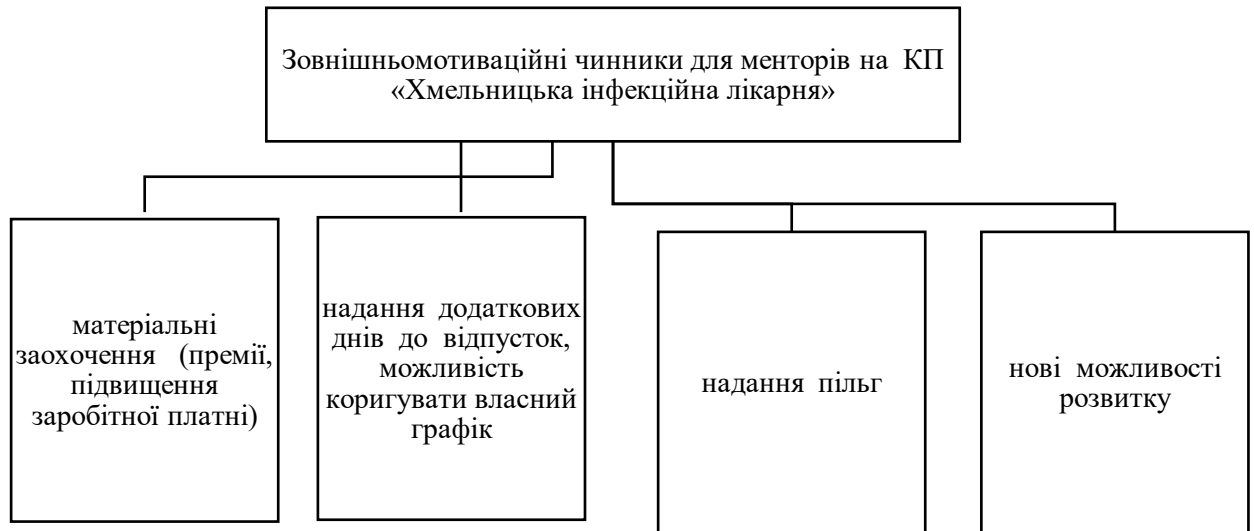 Зовнішньомотиваційні чинники для менторів на КП
«Хмельницька інфекційна лікарня»
матеріальні
заохочення (премії,
підвищення
заробітної платні)
надання додаткових
днів до відпусток,
можливість
коригувати власний
графік
надання пільг
нові можливості
розвитку